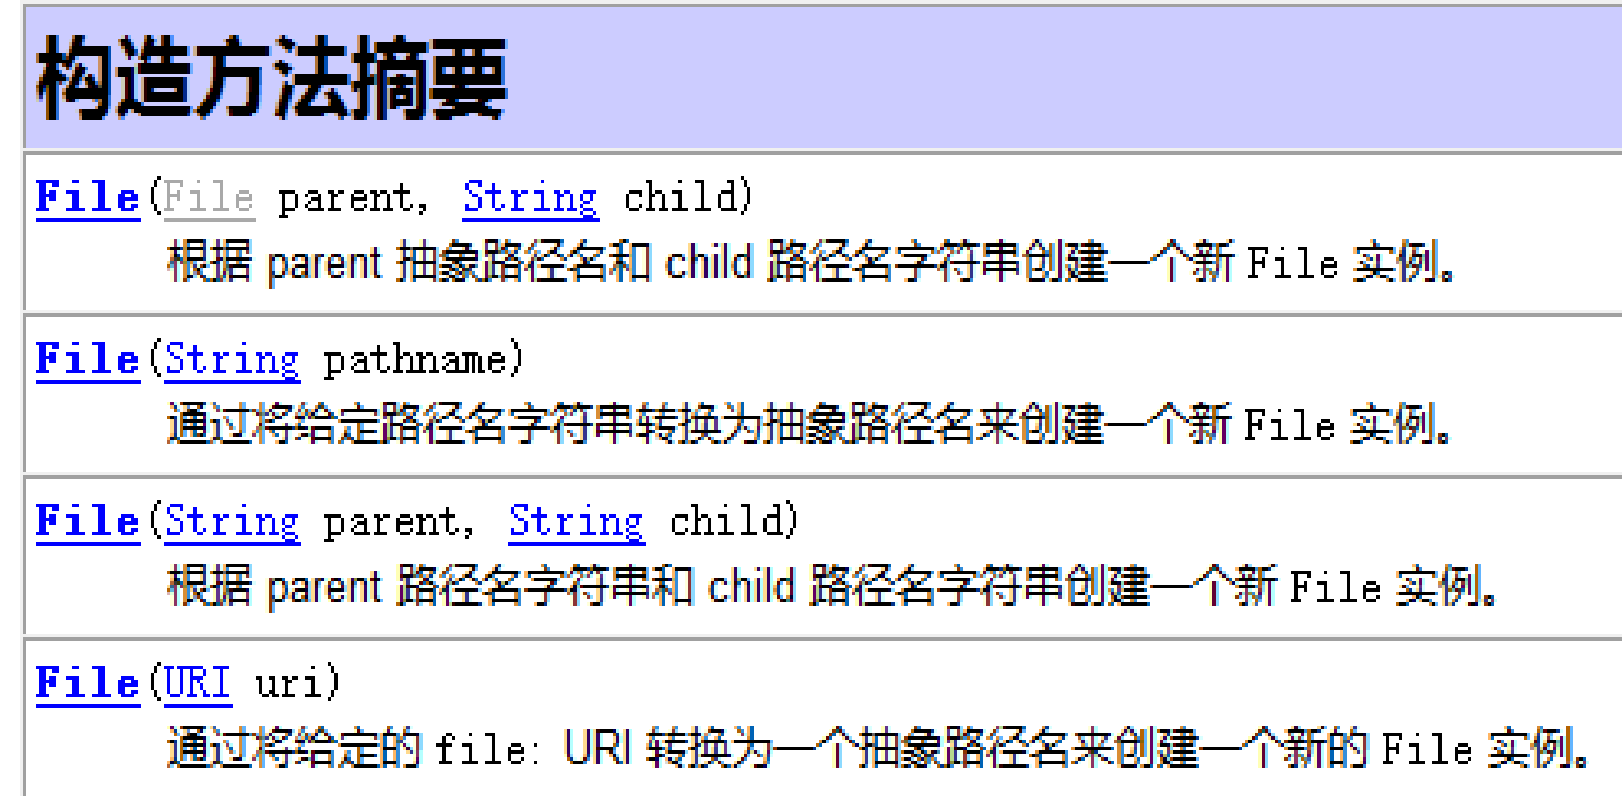 构造方法摘要
File(File parent, String child)
根据 parent 抽象路径名和 child 路径名字符串创建一个新 File 实例。
File(String pathname)
通过将给定路径名字符串转换为抽象路径名来创建一个新 File 实例。
File(String parent, String child)
根据 parent 路径名字符串和 child 路径名字符串创建一个新 File 实例。
File(URI uri)
通过将给定的 file: URI 转换为一个抽象路径名来创建一个新的 File 实例。